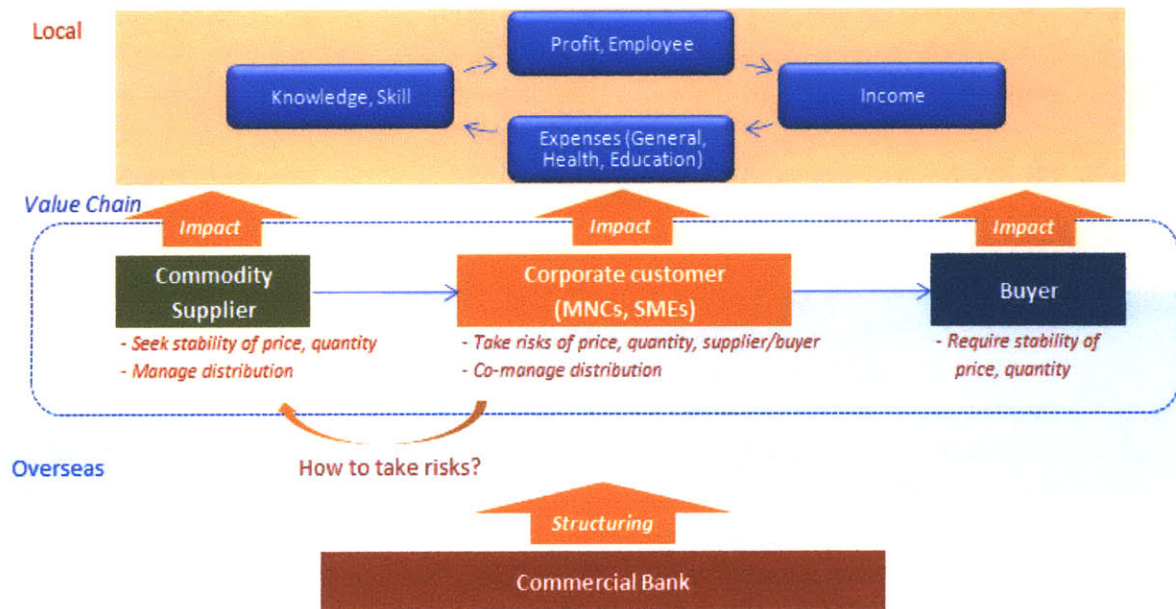 Local
Profit, Employee
Knowledge, Skill
Income
Expenses (General,
Health, Education)
Value Chain
Impact
Impact
Impact
Commodity
Supplier
Corporate customer
(MNCs, SMEs)
Buyer
- Seek stability of price, quantity
- Manage distribution
- Take risks of price, quantity, supplier/buyer
- Co-manage distribution
- Require stability of
price, quantity
Overseas
How to take risks?
Structuring
Commercial Bank